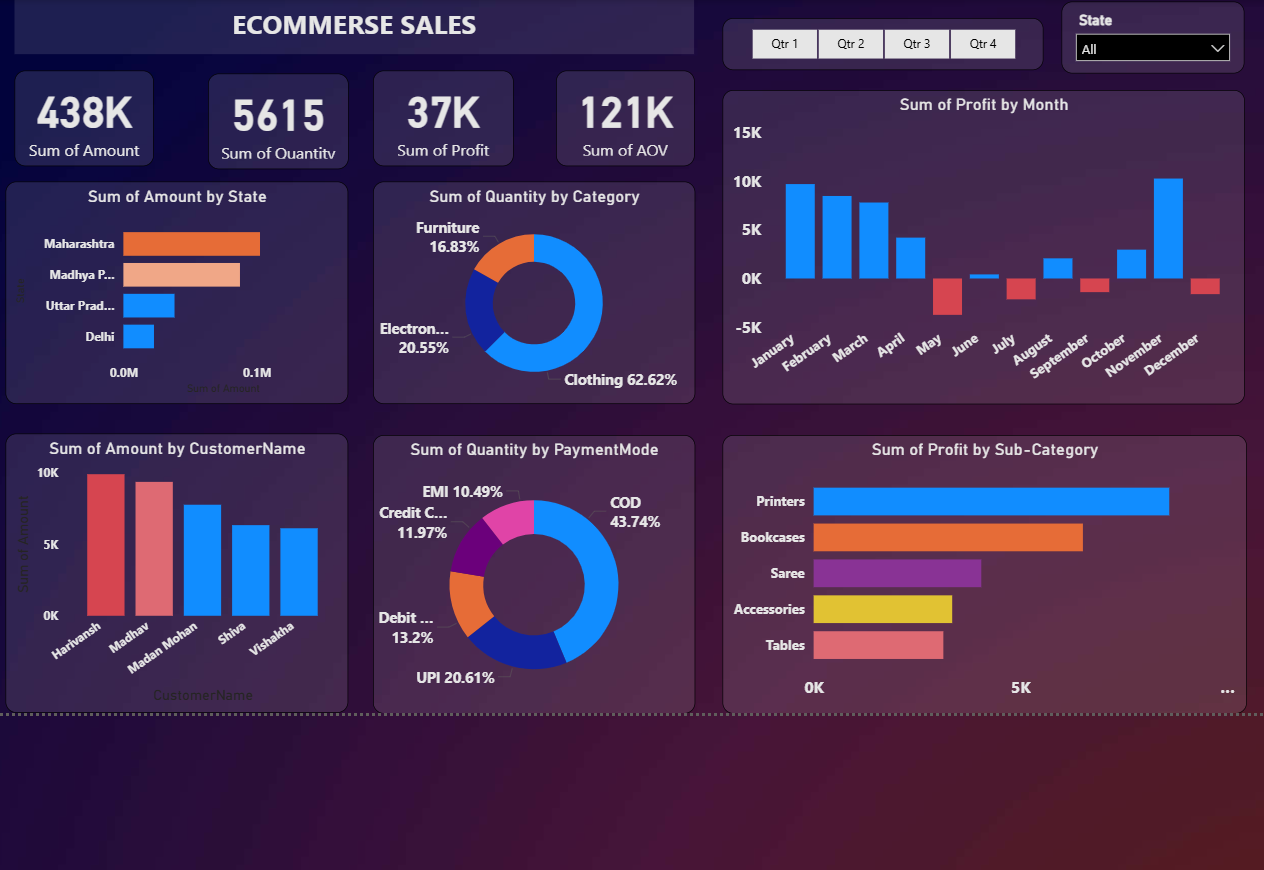 ECOMMERSE SALES
Qtr 1
Qtr 2
Qtr 3
Qtr 4
State
All
438K
Sum of Amount
5615
Sum of Quantity
37K
Sum of Profit
121K
Sum of AOV
Sum of Profit by Month
15K
10K
5K
0K
-5K
January
February
March
April
May
June
July
August
September
October
November
December
Sum of Amount by State
Maharashtra
Madhya P...
Uttar Prad...
Delhi
0.0M
0.1M
Sum of Amount
Sum of Quantity by Category
Furniture
16.83%
Electron...
20.55%
Clothing 62.62%
Sum of Amount by CustomerName
Sum of Amount
10K
5K
0K
Harivansh
Madhav
Madan Mohan
Shiva
Vishakha
CustomerName
Sum of Quantity by PaymentMode
EMI 10.49%
COD
43.74%
Credit C...
11.97%
Debit ...
13.2%
UPI 20.61%
Sum of Profit by Sub-Category
Printers
Bookcases
Saree
Accessories
Tables
0K
5K
...